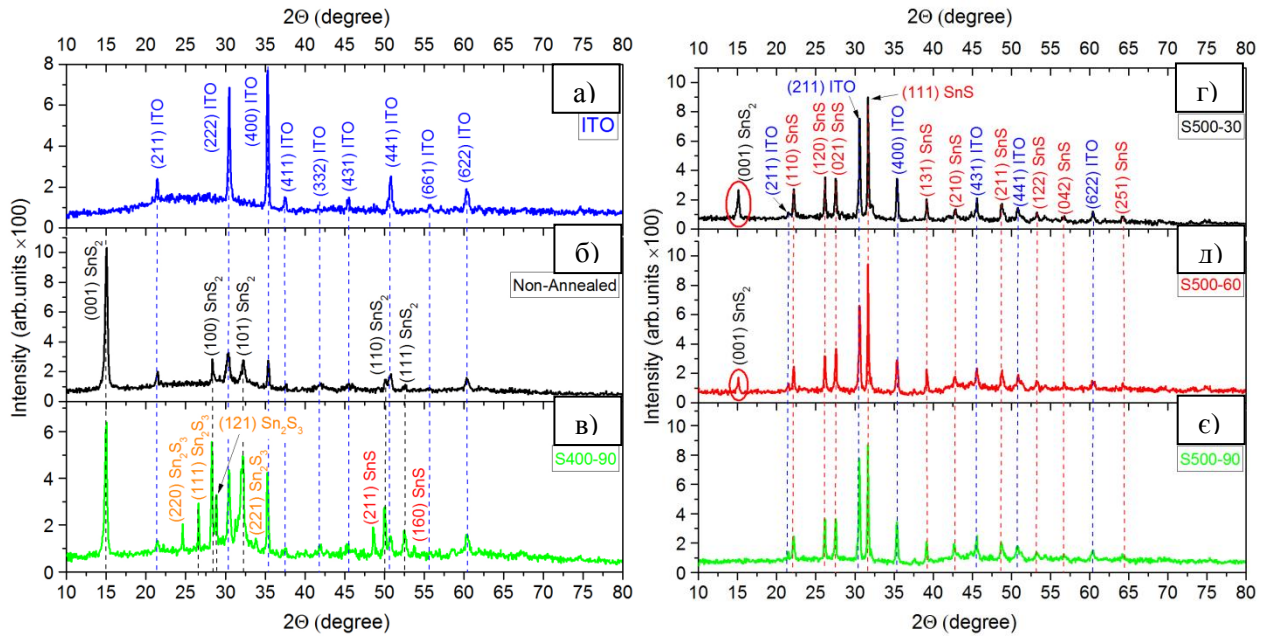 2Θ (degree)
10 15 20 25 30 35 40 45 50 55 60 65 70 75 80
8
6
4
2
0
а)
ITO
(211) ITO
(222) ITO
(400) ITO
(411) ITO
(332) ITO
(431) ITO
(441) ITO
(661) ITO
(622) ITO
Intensity (arb.units ×100)
10
8
6
4
2
0
б)
Non-Annealed
(001) SnS₂
(100) SnS₂
(101) SnS₂
(110) SnS₂
(111) SnS₂
6
4
2
0
в)
S400-90
(220) Sn₂S₃
(111) Sn₂S₃
(121) Sn₂S₃
(221) Sn₂S₃
(211) SnS
(160) SnS
10 15 20 25 30 35 40 45 50 55 60 65 70 75 80
2Θ (degree)
2Θ (degree)
10 15 20 25 30 35 40 45 50 55 60 65 70 75 80
10
8
6
4
2
0
г)
S500-30
(001) SnS₂
(211) ITO
(110) SnS
(120) SnS
(021) SnS
(211) ITO
(111) SnS
(400) ITO
(131) SnS
(210) SnS
(431) ITO
(211) SnS
(441) ITO
(122) SnS
(042) SnS
(622) ITO
(251) SnS
Intensity (arb.units ×100)
10
8
6
4
2
0
д)
S500-60
(001) SnS₂
10
8
6
4
2
0
є)
S500-90
10 15 20 25 30 35 40 45 50 55 60 65 70 75 80
2Θ (degree)